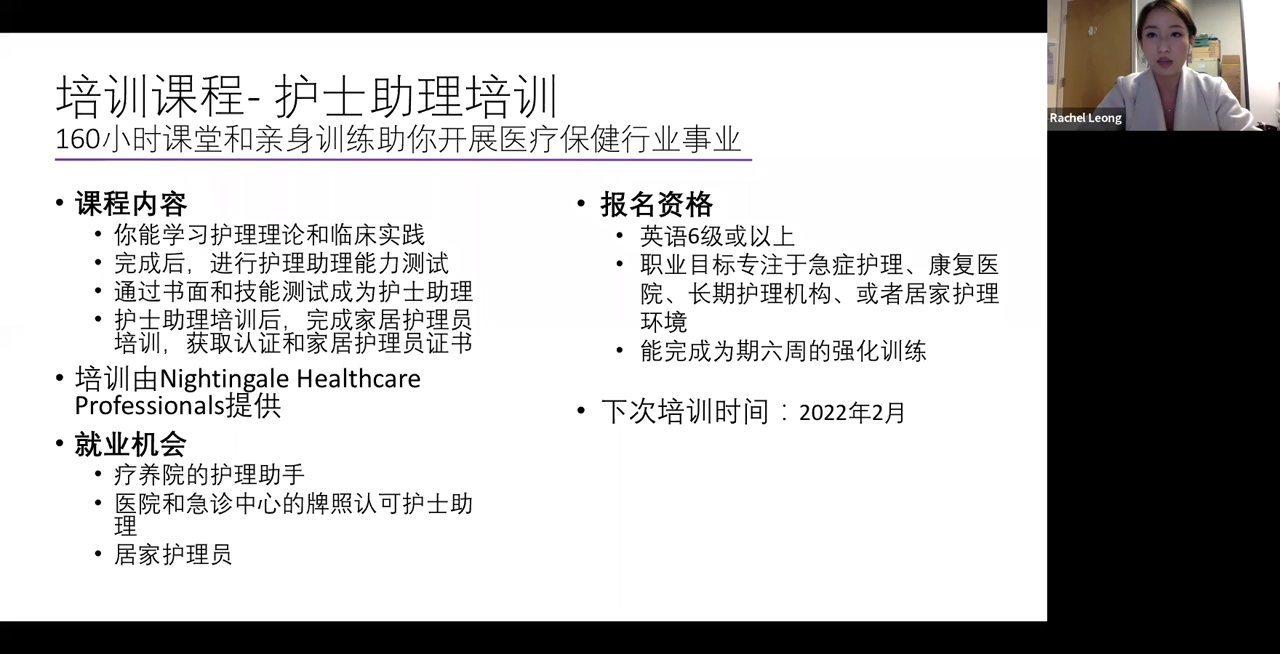 培训课程- 护士助理培训
160小时课堂和亲身训练助你开展医疗保健行业事业
• 课程内容
• 你能学习护理理论和临床实践
• 完成后，进行护理助理能力测试
• 通过书面和技能测试成为护士助理
• 护士助理培训后，完成家居护理员
培训，获取认证和家居护理员证书
• 培训由Nightingale Healthcare
Professionals提供
• 就业机会
• 疗养院的护理助手
• 医院和急诊中心的牌照认可护士助
理
• 居家护理员
• 报名资格
• 英语6级或以上
• 职业目标专注于急症护理、康复医
院、长期护理机构、或者居家护理
环境
• 能完成为期六周的强化训练
• 下次培训时间：2022年2月
Rachel Leong